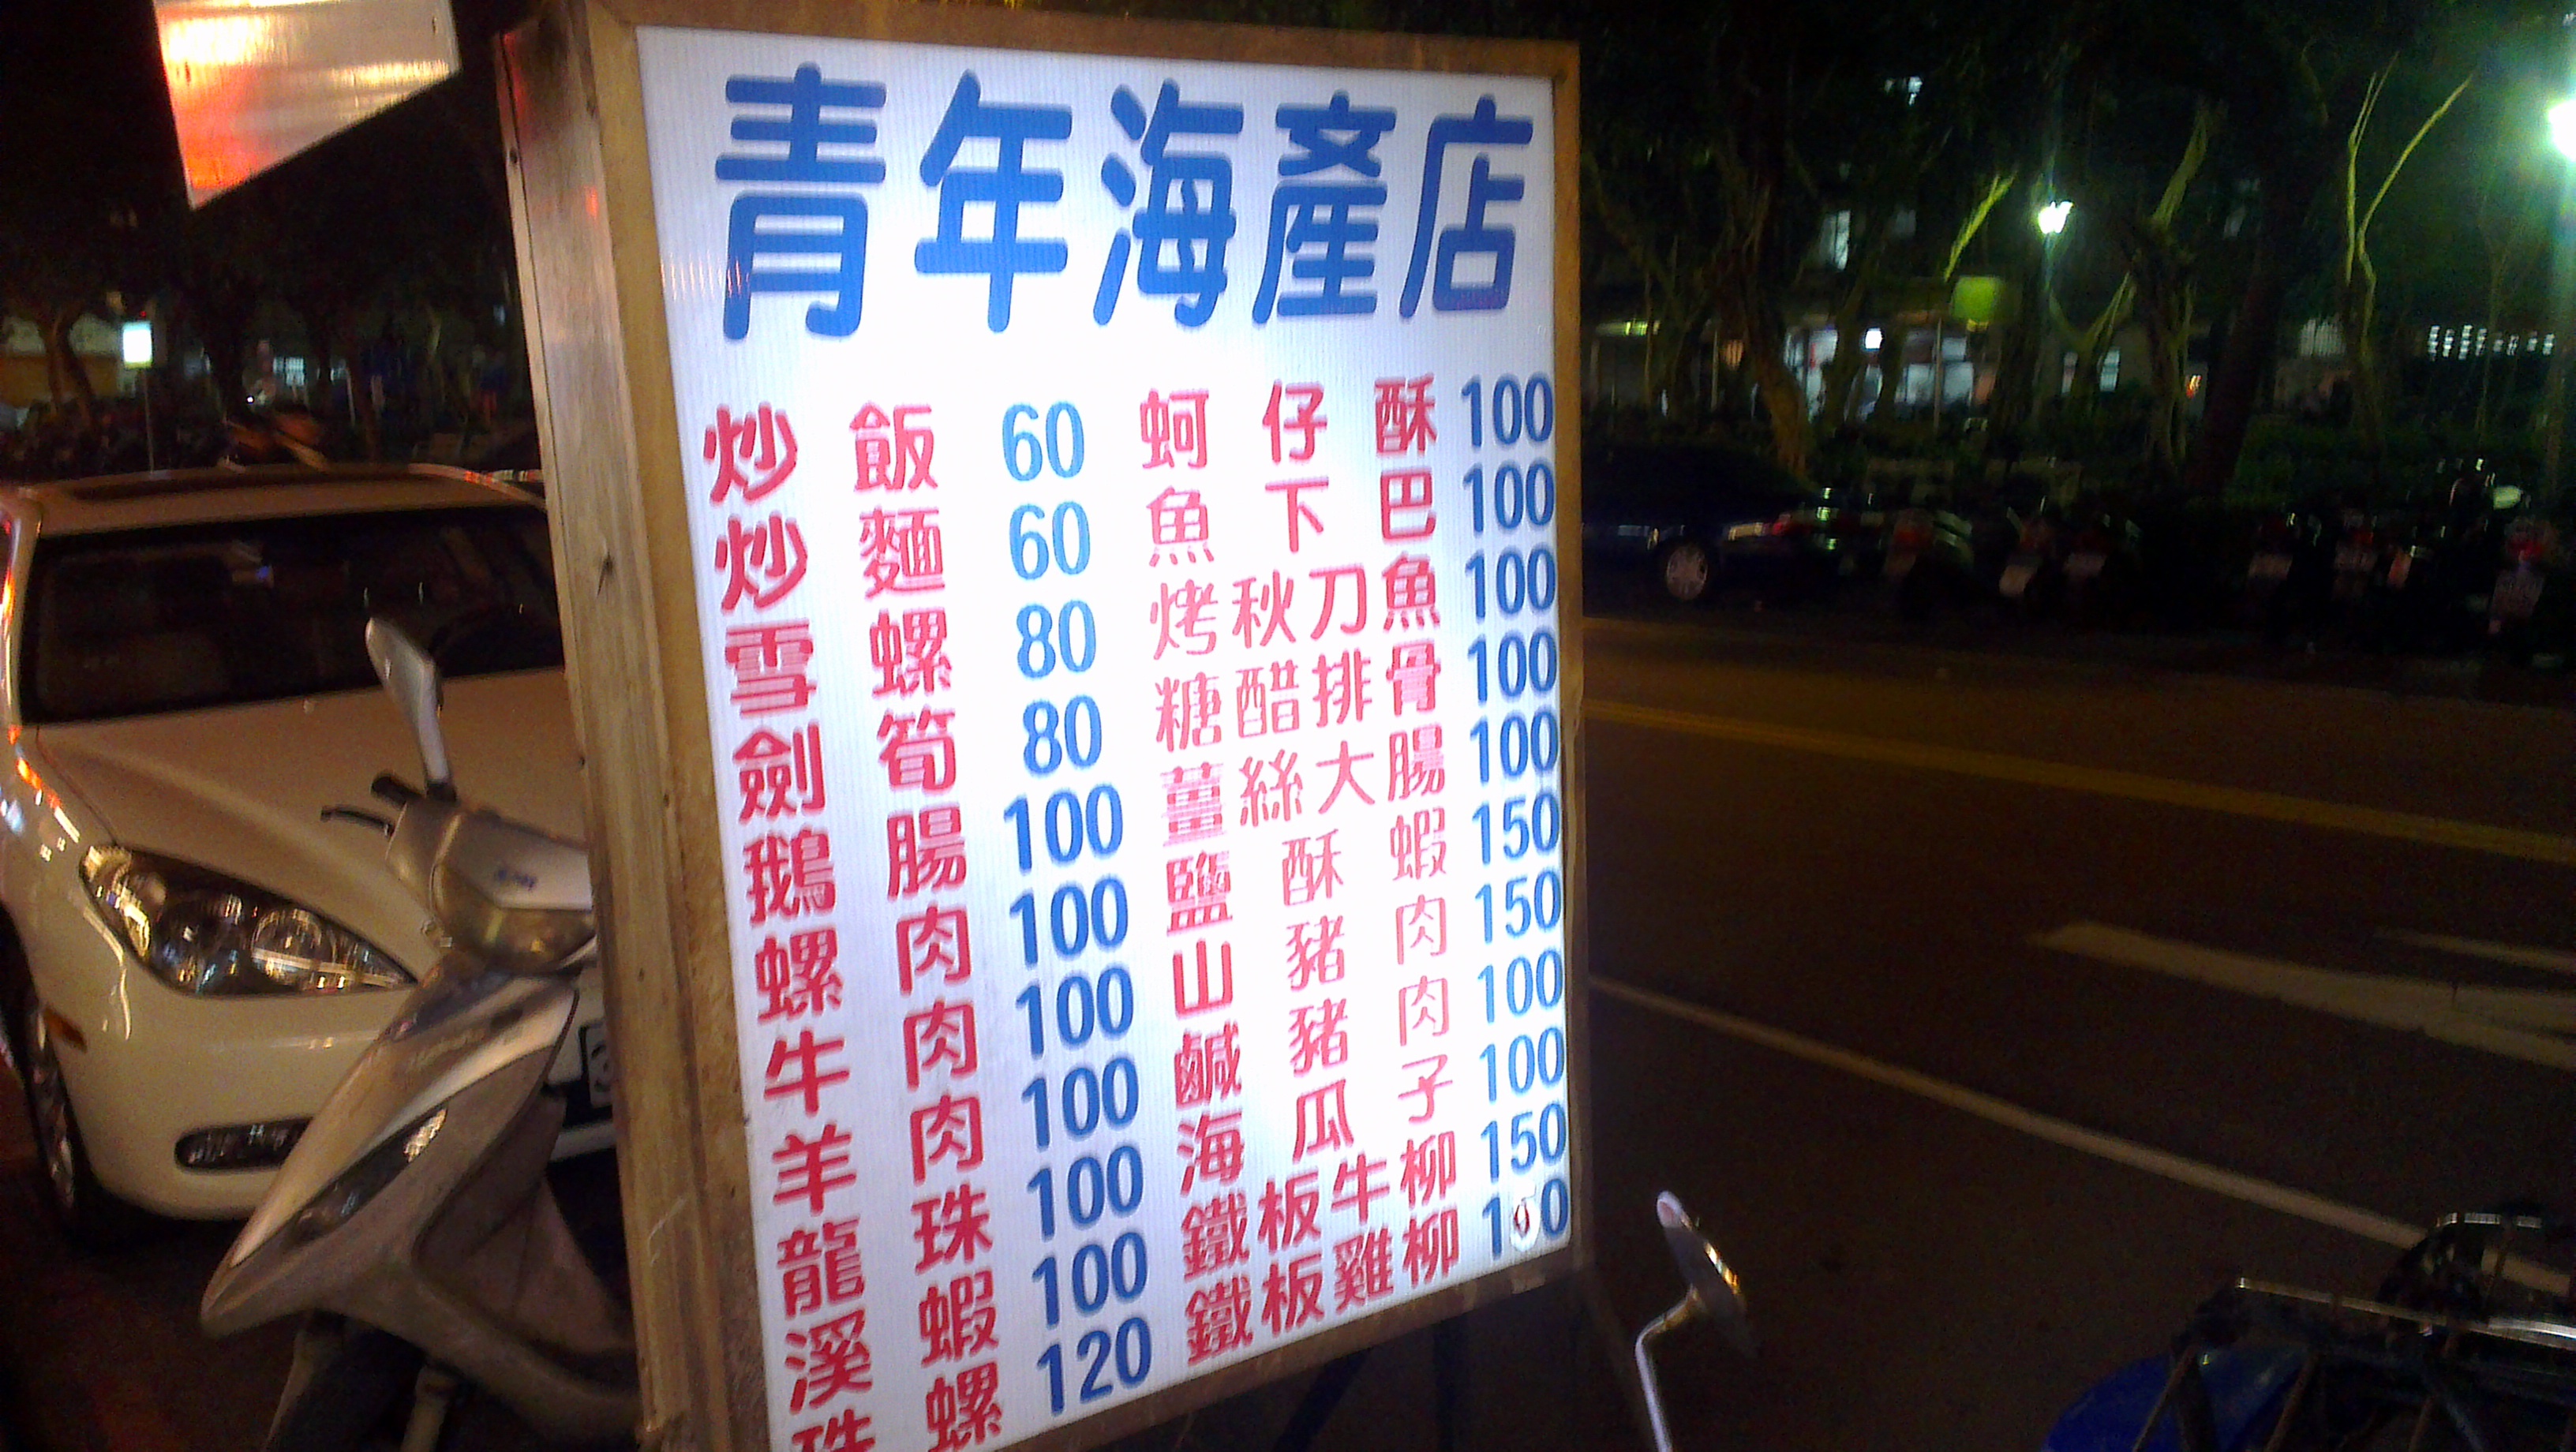 青年海產店
炒飯 60
炒麵 60
雪螺 80
劍筍 80
鵝腸 100
螺肉 100
牛肉 100
羊肉 100
龍珠 100
溪蝦 100
珠螺 120
蚵仔酥 100
魚下巴 100
烤秋刀魚 100
糖醋排骨 100
薑絲大腸 100
鹽酥蝦 150
山豬肉 150
鹹豬肉 100
海瓜子 100
鐵板牛柳 150
鐵板雞柳